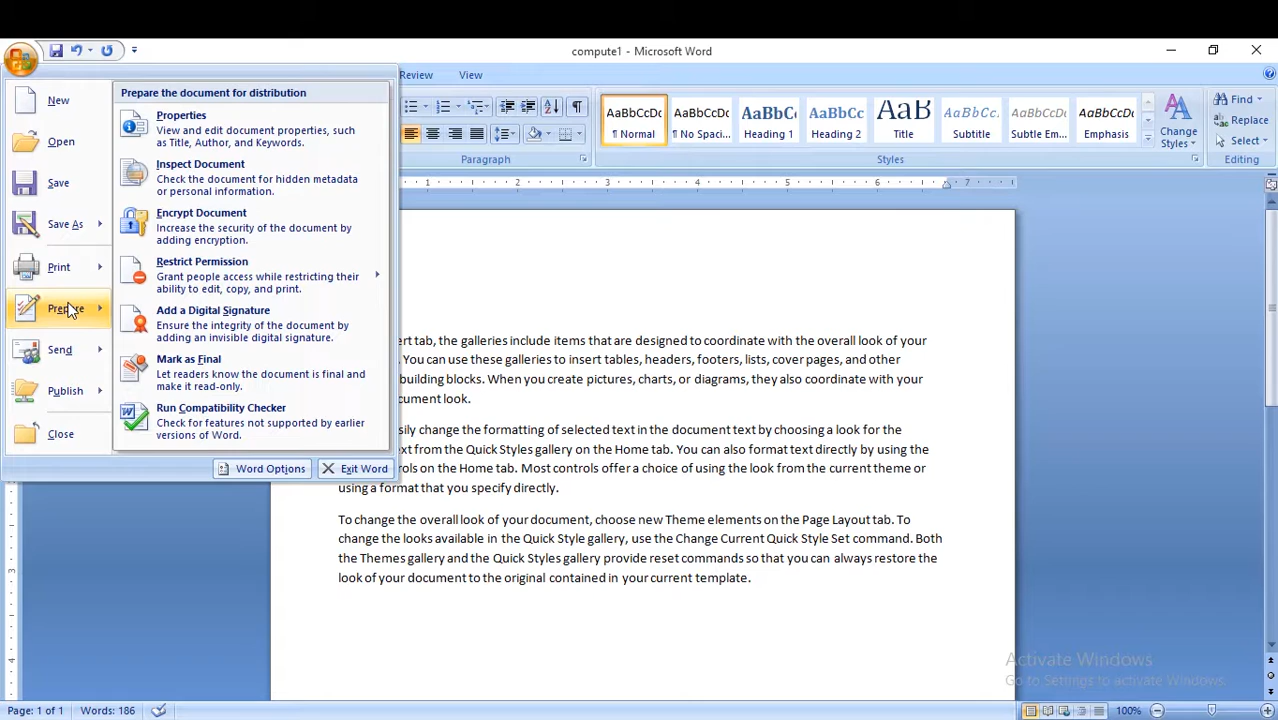 compute1 - Microsoft Word
Review View
New
Open
Save
Save As
Print
Prepare
Send
Publish
Close
Prepare the document for distribution
Properties
View and edit document properties, such
as Title, Author, and Keywords.
Inspect Document
Check the document for hidden metadata
or personal information.
Encrypt Document
Increase the security of the document by
adding encryption.
Restrict Permission
Grant people access while restricting their
ability to edit, copy, and print.
Add a Digital Signature
Ensure the integrity of the document by
adding an invisible digital signature.
Mark as Final
Let readers know the document is final and
make it read-only.
Run Compatibility Checker
Check for features not supported by earlier
versions of Word.
Word Options
Exit Word
Paragraph
AaBbCcDc AaBbCcDc AaBbCc AaBbCc AaB AaBbCc. AaBbCcDc AaBbCcDc
¶ Normal ¶ No Spaci... Heading 1 Heading 2 Title Subtitle Subtle Em... Emphasis
Change
Styles
Styles
Find
Replace
Select
Editing
1 2 3 4 5 6 7
ert tab, the galleries include items that are designed to coordinate with the overall look of your
You can use these galleries to insert tables, headers, footers, lists, cover pages, and other
building blocks. When you create pictures, charts, or diagrams, they also coordinate with your
cument look.
sily change the formatting of selected text in the document text by choosing a look for the
ext from the Quick Styles gallery on the Home tab. You can also format text directly by using the
rols on the Home tab. Most controls offer a choice of using the look from the current theme or
using a format that you specify directly.
To change the overall look of your document, choose new Theme elements on the Page Layout tab. To
change the looks available in the Quick Style gallery, use the Change Current Quick Style Set command. Both
the Themes gallery and the Quick Styles gallery provide reset commands so that you can always restore the
look of your document to the original contained in your current template.
3
4
Activate Windows
Go to Settings to activate Windows.
Page: 1 of 1 Words: 186
100%